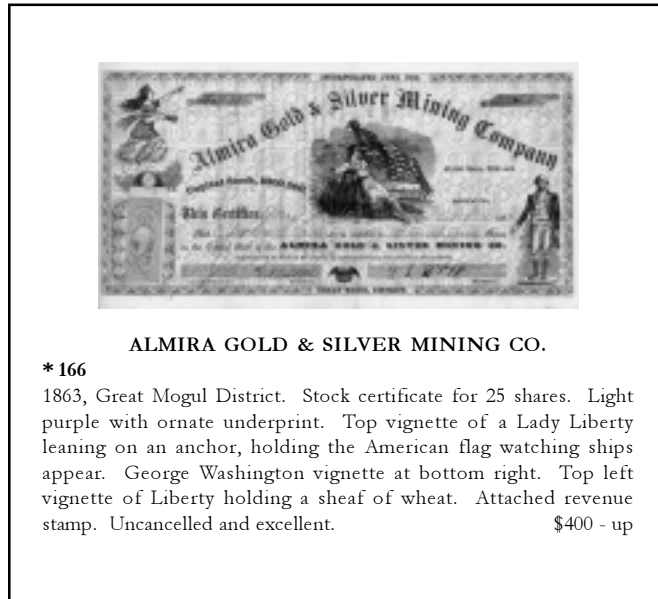 Almira Gold & Silver Mining Company
Capital Stock,
This Certifies
ALMIRA GOLD & SILVER MINING CO.
ALMIRA GOLD & SILVER MINING CO.
* 166
1863, Great Mogul District. Stock certificate for 25 shares. Light
purple with ornate underprint. Top vignette of a Lady Liberty
leaning on an anchor, holding the American flag watching ships
appear. George Washington vignette at bottom right. Top left
vignette of Liberty holding a sheaf of wheat. Attached revenue
stamp. Uncancelled and excellent. $400 - up